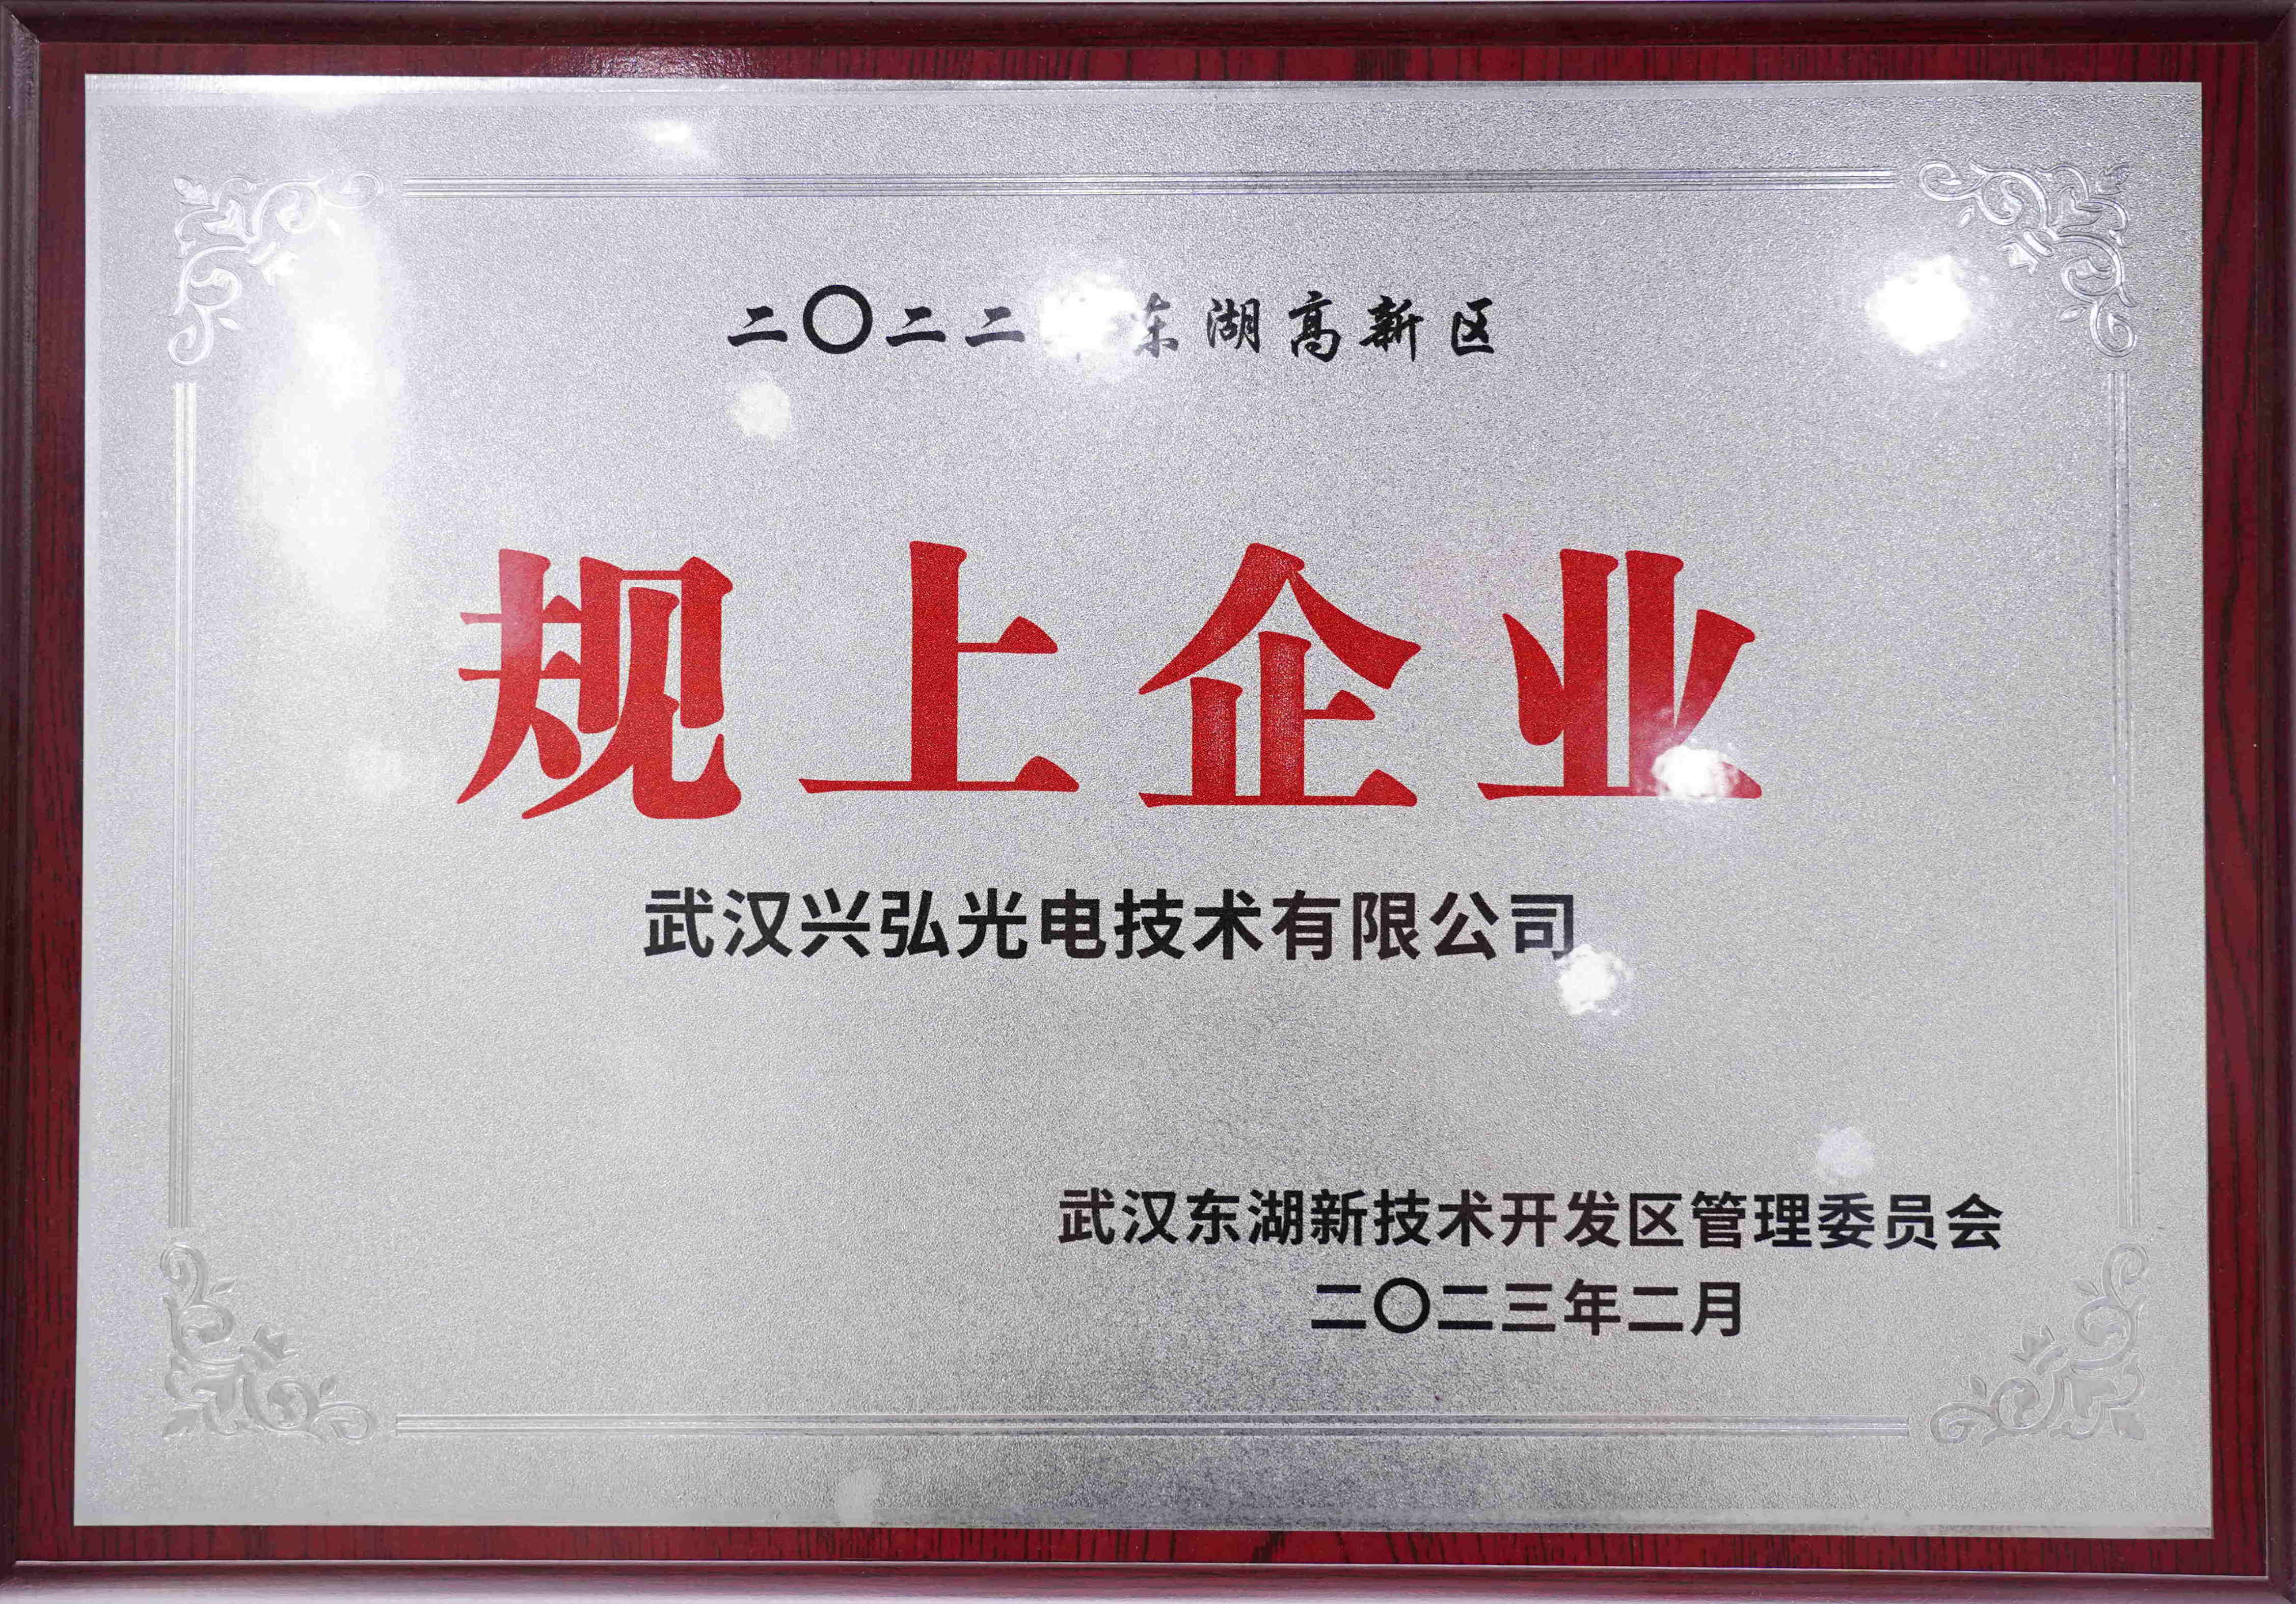 二〇二二 东湖高新区
规上企业
武汉兴弘光电技术有限公司
武汉东湖新技术开发区管理委员会
二〇二三年二月